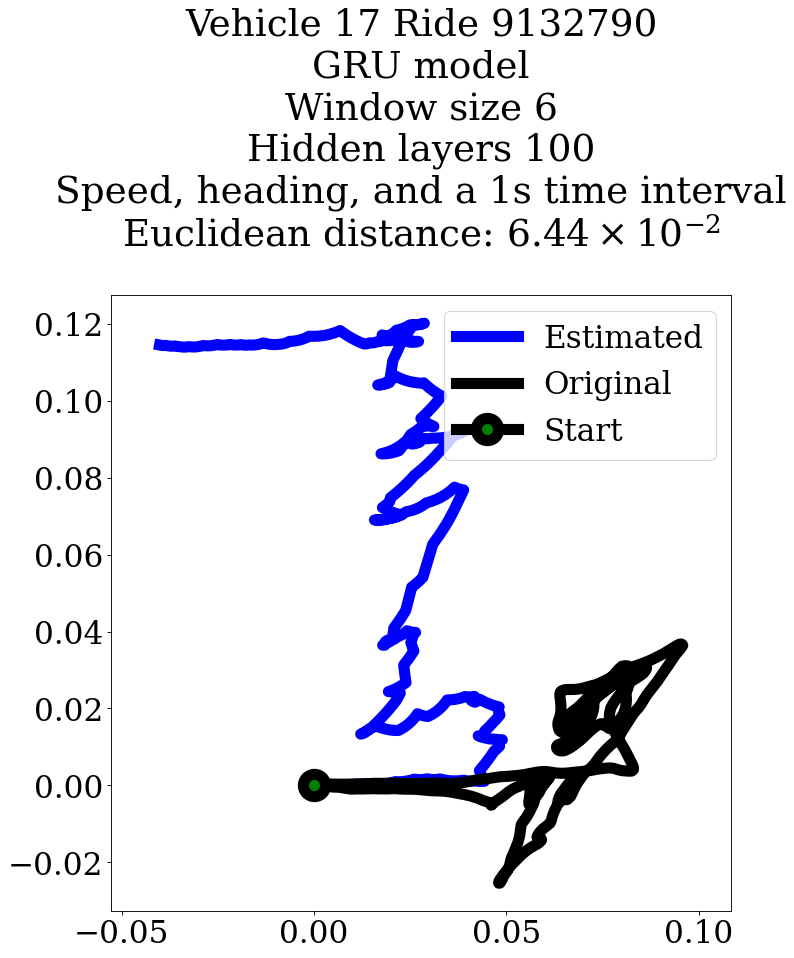 Vehicle 17 Ride 9132790
GRU model
Window size 6
Hidden layers 100
Speed, heading, and a 1s time interval
Euclidean distance: 6.44 × 10⁻²
Estimated
Original
Start
0.12
0.10
0.08
0.06
0.04
0.02
0.00
−0.02
−0.05 0.00 0.05 0.10